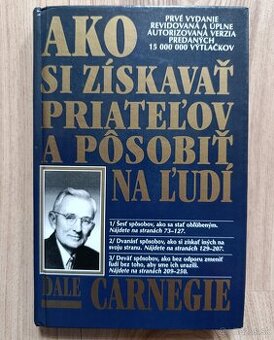 PRVÉ VYDANIE
REVIDOVANÁ A ÚPLNE
AUTORIZOVANÁ VERZIA
PREDANÝCH
15 000 000 VÝTLAČKOV
AKO
SI ZÍSKAVAŤ
PRIATEĽOV
A PÔSOBIŤ
NA ĽUDÍ
1/ Šesť spôsobov, ako sa stať obľúbeným.
Nájdete na stranách 73–127.
2/ Dvanásť spôsobov, ako si získať iných na
svoju stranu. Nájdete na stranách 129–207.
3/ Deväť spôsobov, ako bez odporu zmeniť
ľudí bez toho, aby sme ich urazili.
Nájdete na stranách 209–250.
DALE
CARNEGIE